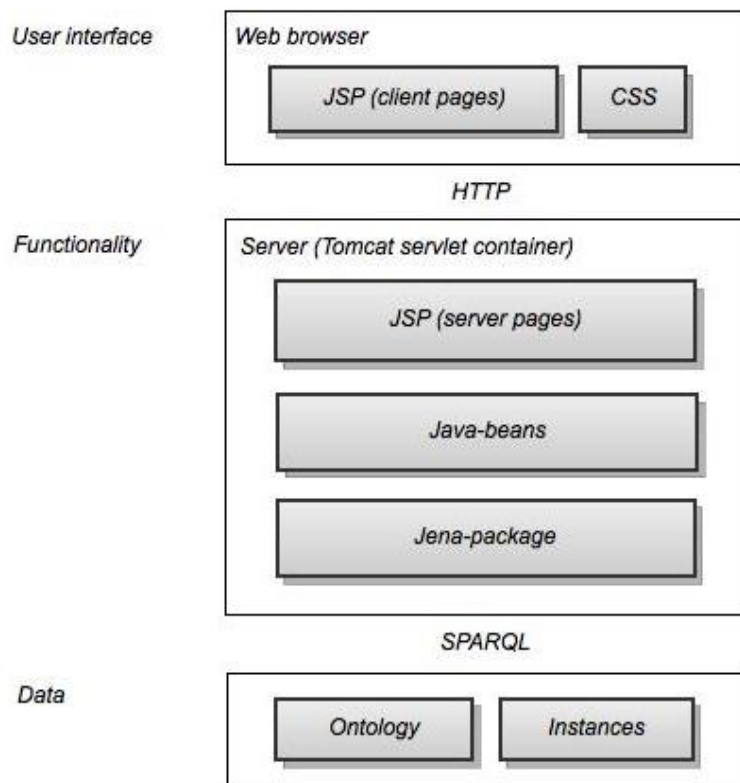 User interface
Web browser
JSP (client pages)
CSS
HTTP
Functionality
Server (Tomcat servlet container)
JSP (server pages)
Java-beans
Jena-package
SPARQL
Data
Ontology
Instances